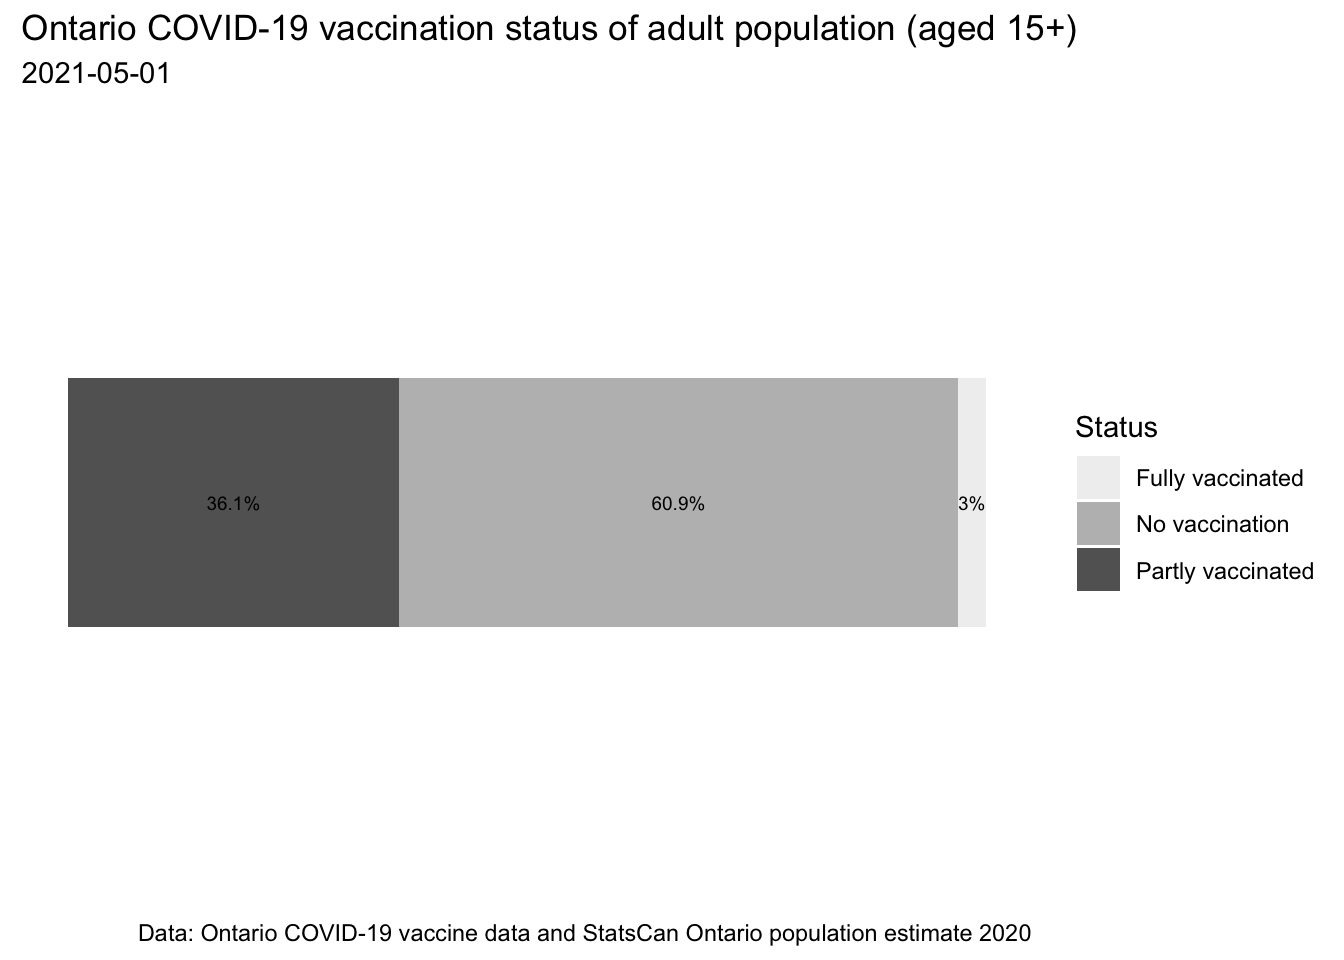 Ontario COVID-19 vaccination status of adult population (aged 15+)
2021-05-01
36.1%
60.9%
3%
Status
Fully vaccinated
No vaccination
Partly vaccinated
Data: Ontario COVID-19 vaccine data and StatsCan Ontario population estimate 2020